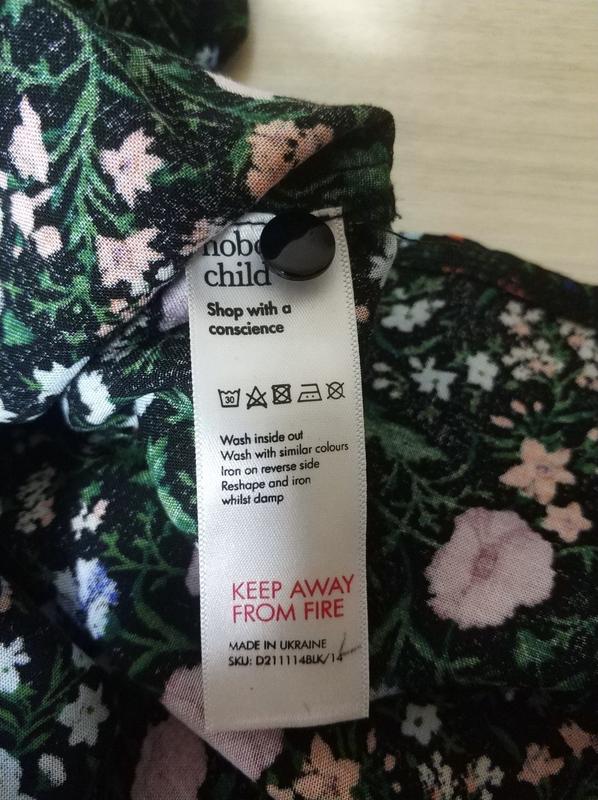 child
Shop with a
conscience
30
Wash inside out
Wash with similar colours
Iron on reverse side
Reshape and iron
whilst damp
KEEP AWAY
FROM FIRE
MADE IN UKRAINE
SKU: D211114BLK/14